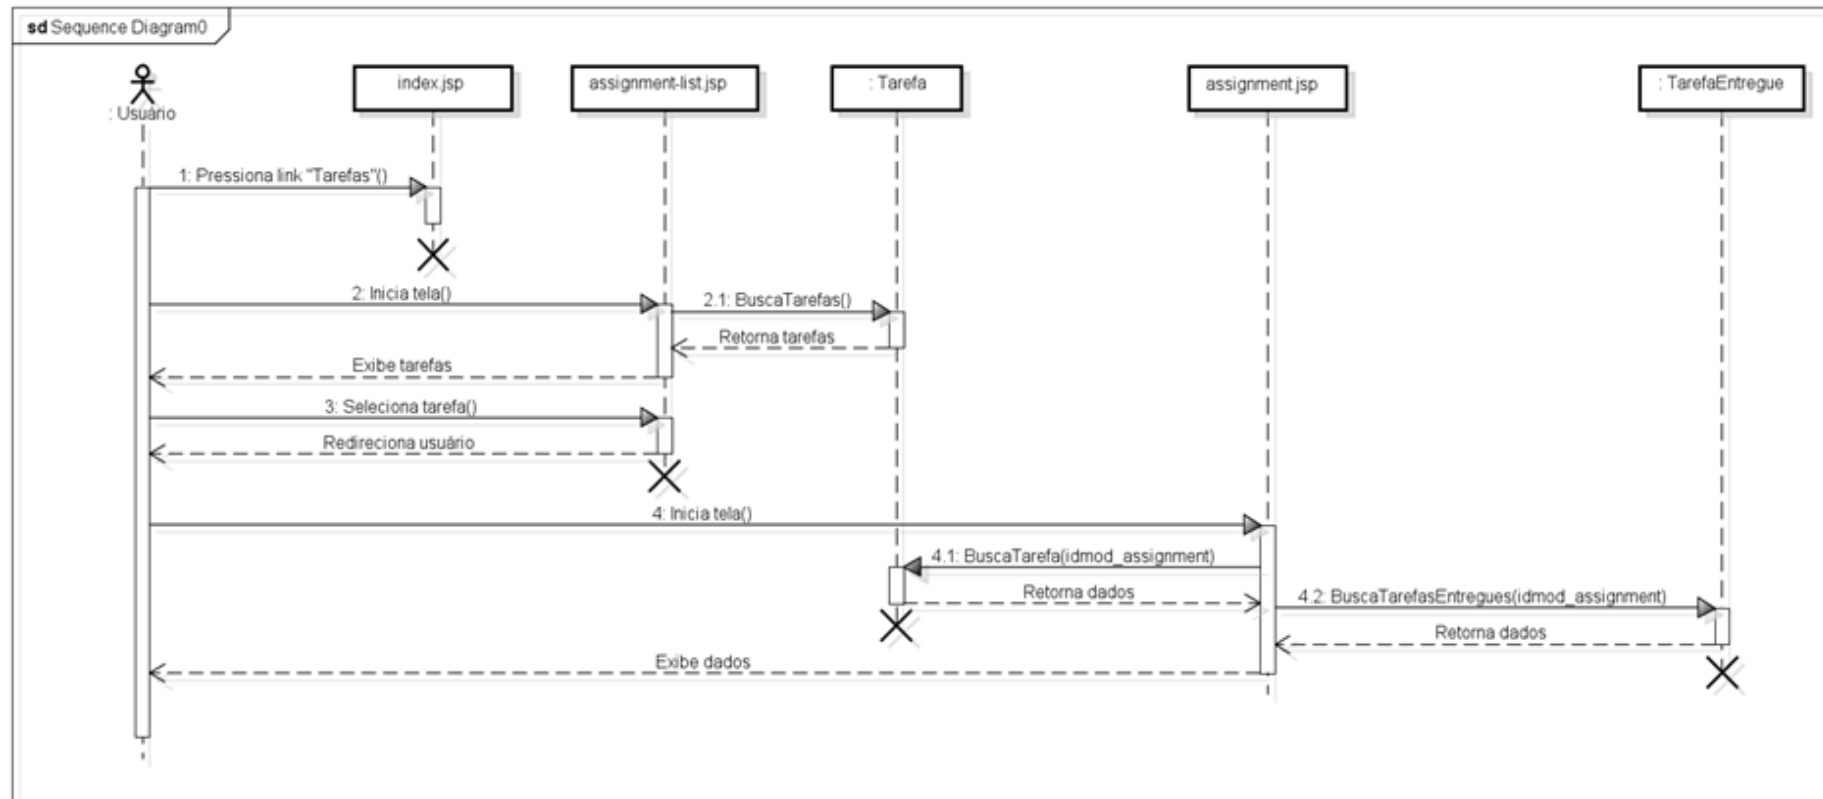 sd Sequence Diagram0
: Usuário
index.jsp
assignment-list.jsp
: Tarefa
assignment.jsp
: TarefaEntregue
1: Pressiona link "Tarefas"()
2: Inicia tela()
2.1: BuscaTarefas()
Retorna tarefas
Exibe tarefas
3: Seleciona tarefa()
Redireciona usuário
4: Inicia tela()
4.1: BuscaTarefa(idmod_assignment)
Retorna dados
4.2: BuscaTarefasEntregues(idmod_assignment)
Retorna dados
Exibe dados